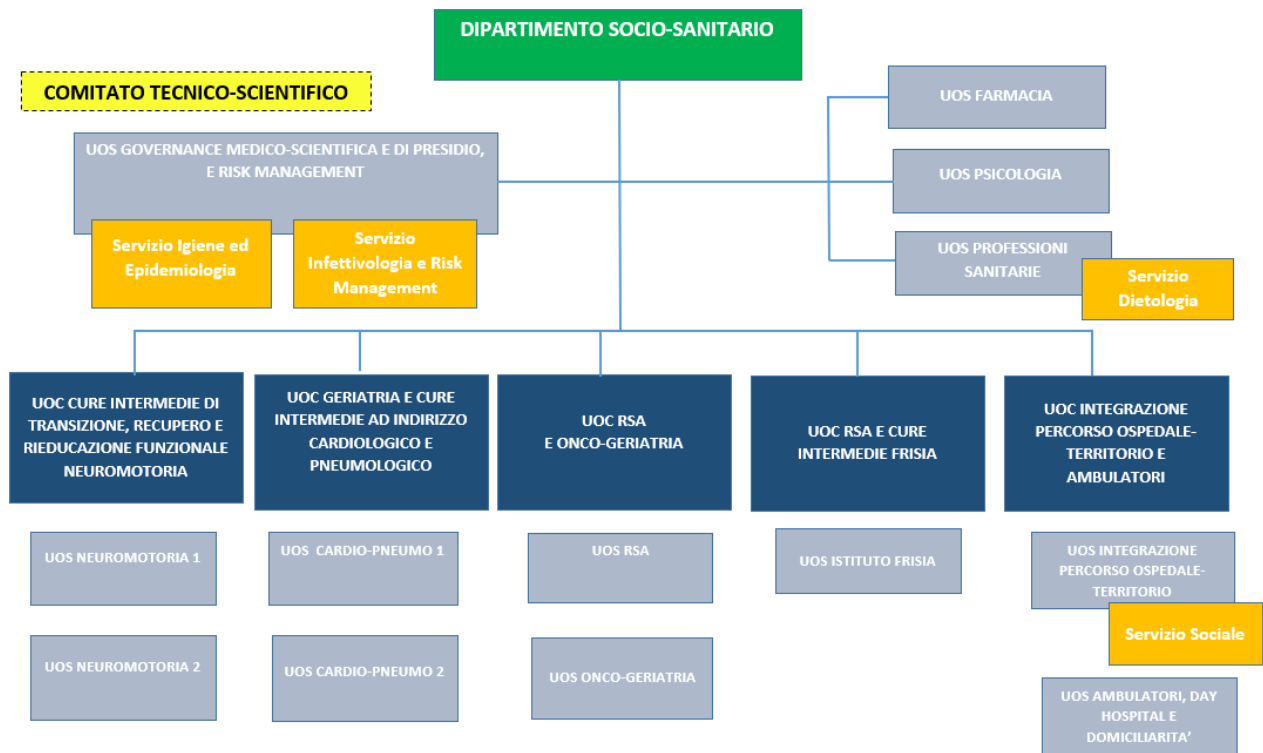 DIPARTIMENTO SOCIO-SANITARIO
COMITATO TECNICO-SCIENTIFICO
UOS GOVERNANCE MEDICO-SCIENTIFICA E DI PRESIDIO,
E RISK MANAGEMENT
Servizio Igiene ed
Epidemiologia
Servizio
Infettivologia e Risk
Management
UOS FARMACIA
UOS PSICOLOGIA
UOS PROFESSIONI
SANITARIE
Servizio
Dietologia
UOC CURE INTERMEDIE DI
TRANSIZIONE, RECUPERO E
RIEDUCAZIONE FUNZIONALE
NEUROMOTORIA
UOC GERIATRIA E CURE
INTERMEDIE AD INDIRIZZO
CARDIOLOGICO E
PNEUMOLOGICO
UOC RSA
E ONCO-GERIATRIA
UOC RSA E CURE
INTERMEDIE FRISIA
UOC INTEGRAZIONE
PERCORSO OSPEDALE-
TERRITORIO E
AMBULATORI
UOS NEUROMOTORIA 1
UOS CARDIO-PNEUMO 1
UOS RSA
UOS ISTITUTO FRISIA
UOS INTEGRAZIONE
PERCORSO OSPEDALE-
TERRITORIO
Servizio Sociale
UOS NEUROMOTORIA 2
UOS CARDIO-PNEUMO 2
UOS ONCO-GERIATRIA
UOS AMBULATORI, DAY
HOSPITAL E
DOMICILIARITA’